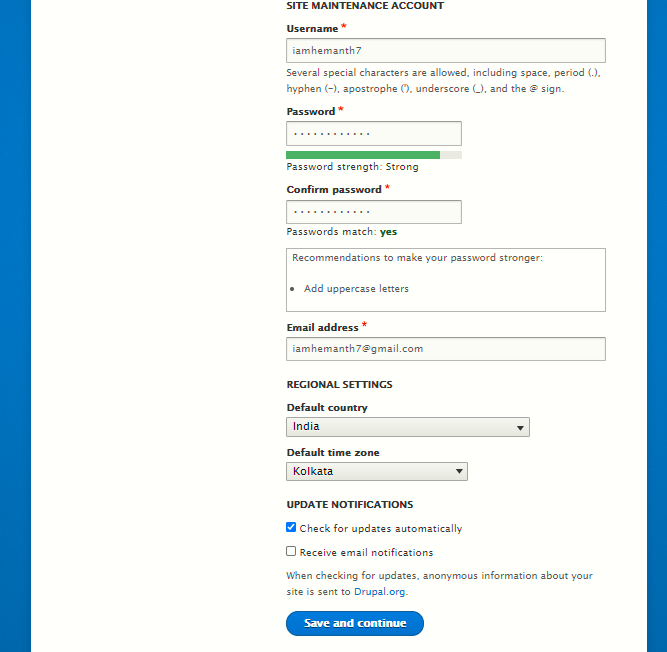 SITE MAINTENANCE ACCOUNT
Username *
iamhemanth7
Several special characters are allowed, including space, period (.),
hyphen (-), apostrophe ('), underscore (_), and the @ sign.
Password *
············
Password strength: Strong
Confirm password *
············
Passwords match: yes
Recommendations to make your password stronger:
• Add uppercase letters
Email address *
iamhemanth7@gmail.com
REGIONAL SETTINGS
Default country
India
Default time zone
Kolkata
UPDATE NOTIFICATIONS
Check for updates automatically
Receive email notifications
When checking for updates, anonymous information about your
site is sent to Drupal.org.
Save and continue